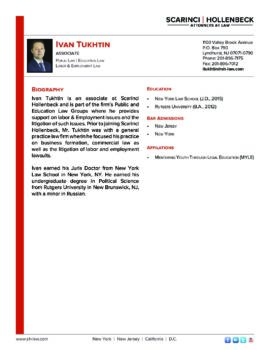 SCARINCI | HOLLENBECK
ATTORNEYS AT LAW
IVAN TUKHTIN
ASSOCIATE
PUBLIC LAW | EDUCATION LAW
LABOR & EMPLOYMENT LAW
1100 Valley Brook Avenue
P.O. Box 790
Lyndhurst, NJ 07071-0790
Phone: 201-896-7175
Fax: 201-896-7072
itukhtin@sh-law.com
BIOGRAPHY
Ivan Tukhtin is an associate at Scarinci
Hollenbeck and is part of the firm's Public and
Education Law Groups where he provides
support on labor & Employment issues and the
litigation of such issues. Prior to joining Scarinci
Hollenbeck, Mr. Tukhtin was with a general
practice law firm where he focused his practice
on business formation, commercial law as
well as the litigation of labor and employment
lawsuits.
Ivan earned his Juris Doctor from New York
Law School in New York, NY. He earned his
undergraduate degree in Political Science
from Rutgers University in New Brunswick, NJ,
with a minor in Russian.
EDUCATION
• NEW YORK LAW SCHOOL (J.D., 2015)
• RUTGERS UNIVERSITY (B.A., 2012)
BAR ADMISSIONS
• NEW JERSEY
• NEW YORK
AFFILIATIONS
• MENTORING YOUTH THROUGH LEGAL EDUCATION (MYLE)
www.sh-law.com
New York | New Jersey | California | D.C.